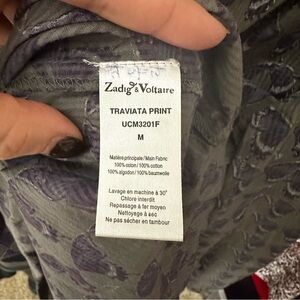 Zadig & Voltaire
TRAVIATA PRINT
UCM3201F
M
Matière principale/Main Fabric
100% coton/100% cotton
100% algodon/100% baumwolle
Lavage en machine à 30°
Chlore interdit
Repassage à fer moyen
Nettoyage à sec
Ne pas sécher en tambour